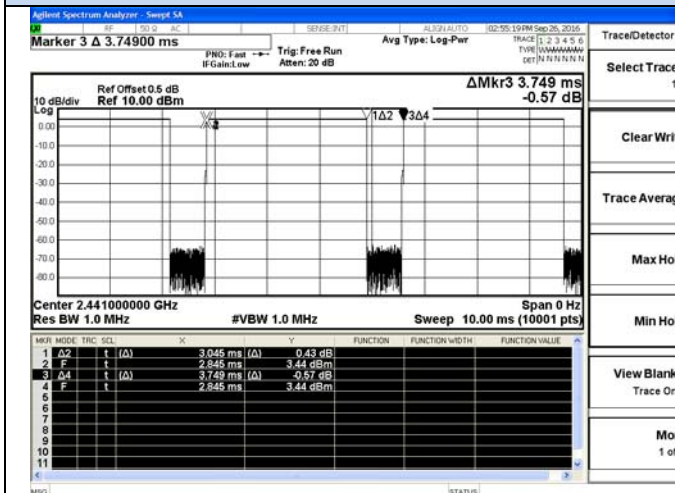 Agilent Spectrum Analyzer - Swept SA
RF 50 Ω AC SENSE:INT ALIGN AUTO 02:55:19 PM Sep 26, 2016
Marker 3 Δ 3.74900 ms
PNO: Fast Trig: Free Run Avg Type: Log-Pwr TRACE 1 2 3 4 5 6
IFGain:Low Atten: 20 dB TYPE
DET N N N N N N
Ref Offset 0.5 dB ΔMkr3 3.749 ms
10 dB/div Ref 10.00 dBm -0.57 dB
Log
1Δ2 3Δ4
0.00
-10.0
-20.0
-30.0
-40.0
-50.0
-60.0
-70.0
-80.0
Center 2.441000000 GHz Span 0 Hz
Res BW 1.0 MHz #VBW 1.0 MHz Sweep 10.00 ms (10001 pts)
MKR MODE TRC SCL X Y FUNCTION FUNCTION WIDTH FUNCTION VALUE
1 Δ2 t (Δ) 3.045 ms (Δ) 0.43 dB
2 F t 2.845 ms 3.44 dBm
3 Δ4 t (Δ) 3.749 ms (Δ) -0.57 dB
4 F t 2.845 ms 3.44 dBm
5
6
7
8
9
10
11
MSG STATUS
Trace/Detector
Select Trace
1
Clear Writ
Trace Averag
Max Ho
Min Ho
View Blank
Trace On
Mo
1 of